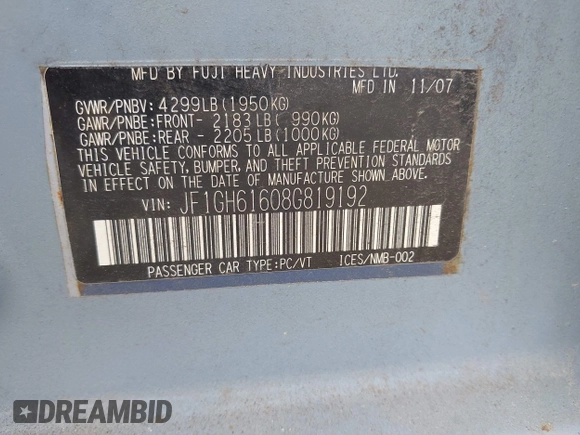 MFD BY FUJI HEAVY INDUSTRIES LTD.
MFD IN 11/07
GVWR/PNBV: 4299LB(1950KG)
GAWR/PNBE:FRONT- 2183LB( 990KG)
GAWR/PNBE:REAR - 2205LB(1000KG)
THIS VEHICLE CONFORMS TO ALL APPLICABLE FEDERAL MOTOR
VEHICLE SAFETY, BUMPER, AND THEFT PREVENTION STANDARDS
IN EFFECT ON THE DATE OF MANUFACTURE SHOWN ABOVE.
VIN: JF1GH61608G819192
PASSENGER CAR TYPE:PC/VT ICES/NMB-002
DREAMBID